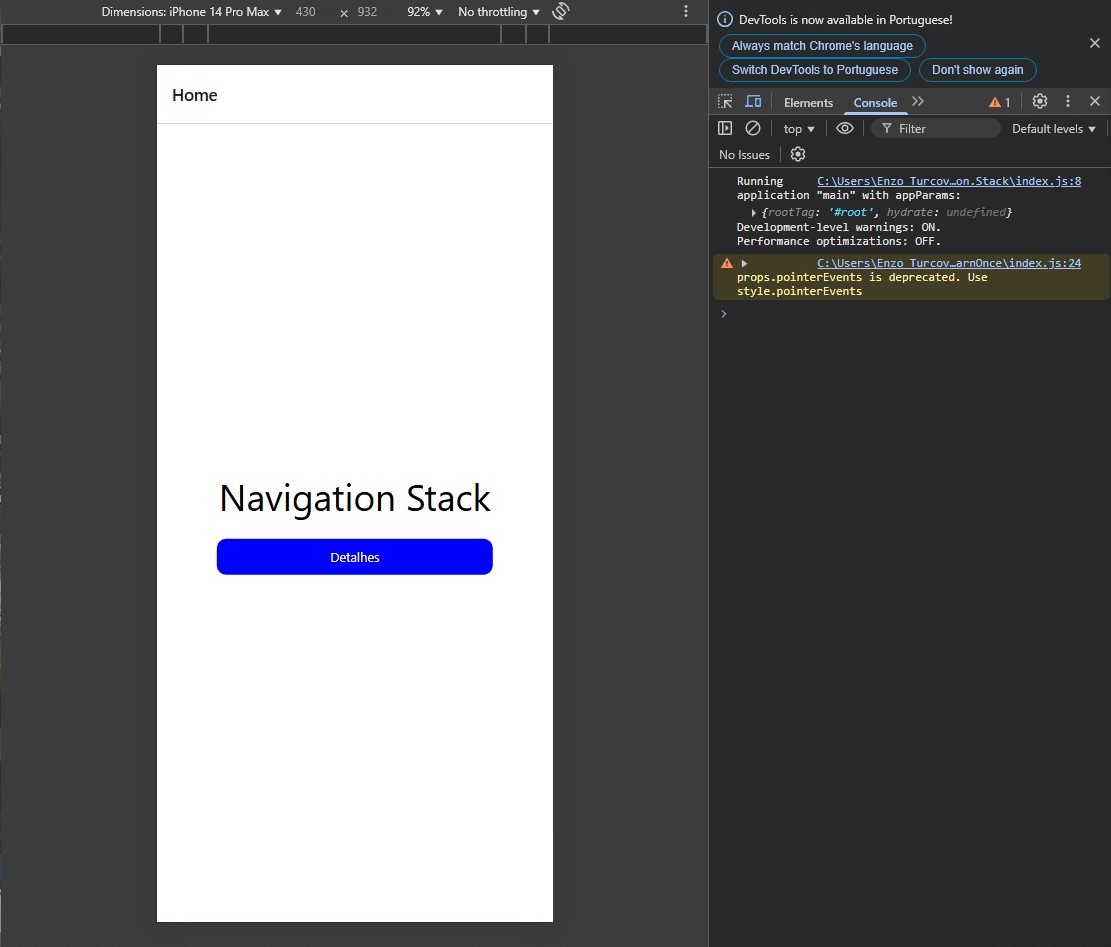 Dimensions: iPhone 14 Pro Max 430 × 932 92% No throttling
Home
Navigation Stack
Detalhes
DevTools is now available in Portuguese!
Always match Chrome's language
Switch DevTools to Portuguese Don't show again
Elements Console 1
top Filter Default levels
No Issues
Running C:\Users\Enzo Turcov…on.Stack\index.js:8
application "main" with appParams:
{rootTag: '#root', hydrate: undefined}
Development-level warnings: ON.
Performance optimizations: OFF.
C:\Users\Enzo Turcov…arnOnce\index.js:24
props.pointerEvents is deprecated. Use
style.pointerEvents